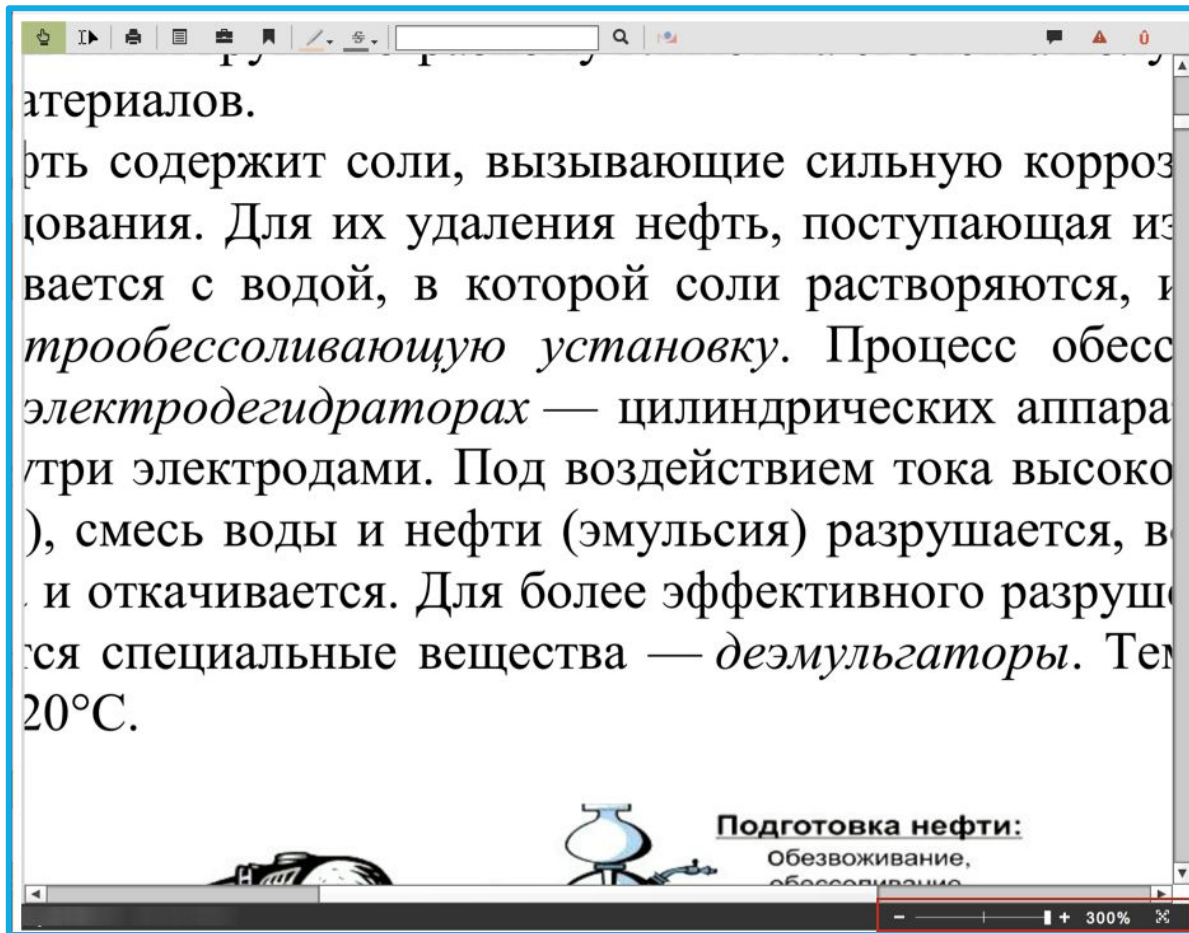 атериалов.
фть содержит соли, вызывающие сильную корроз
дования. Для их удаления нефть, поступающая из
вается с водой, в которой соли растворяются, и
трообессоливающую установку. Процесс обесс
электродегидраторах — цилиндрических аппара
утри электродами. Под воздействием тока высоко
), смесь воды и нефти (эмульсия) разрушается, в
и откачивается. Для более эффективного разруш
тся специальные вещества — деэмульгаторы. Тем
20°С.
Подготовка нефти:
Обезвоживание,
обессоливание
300%